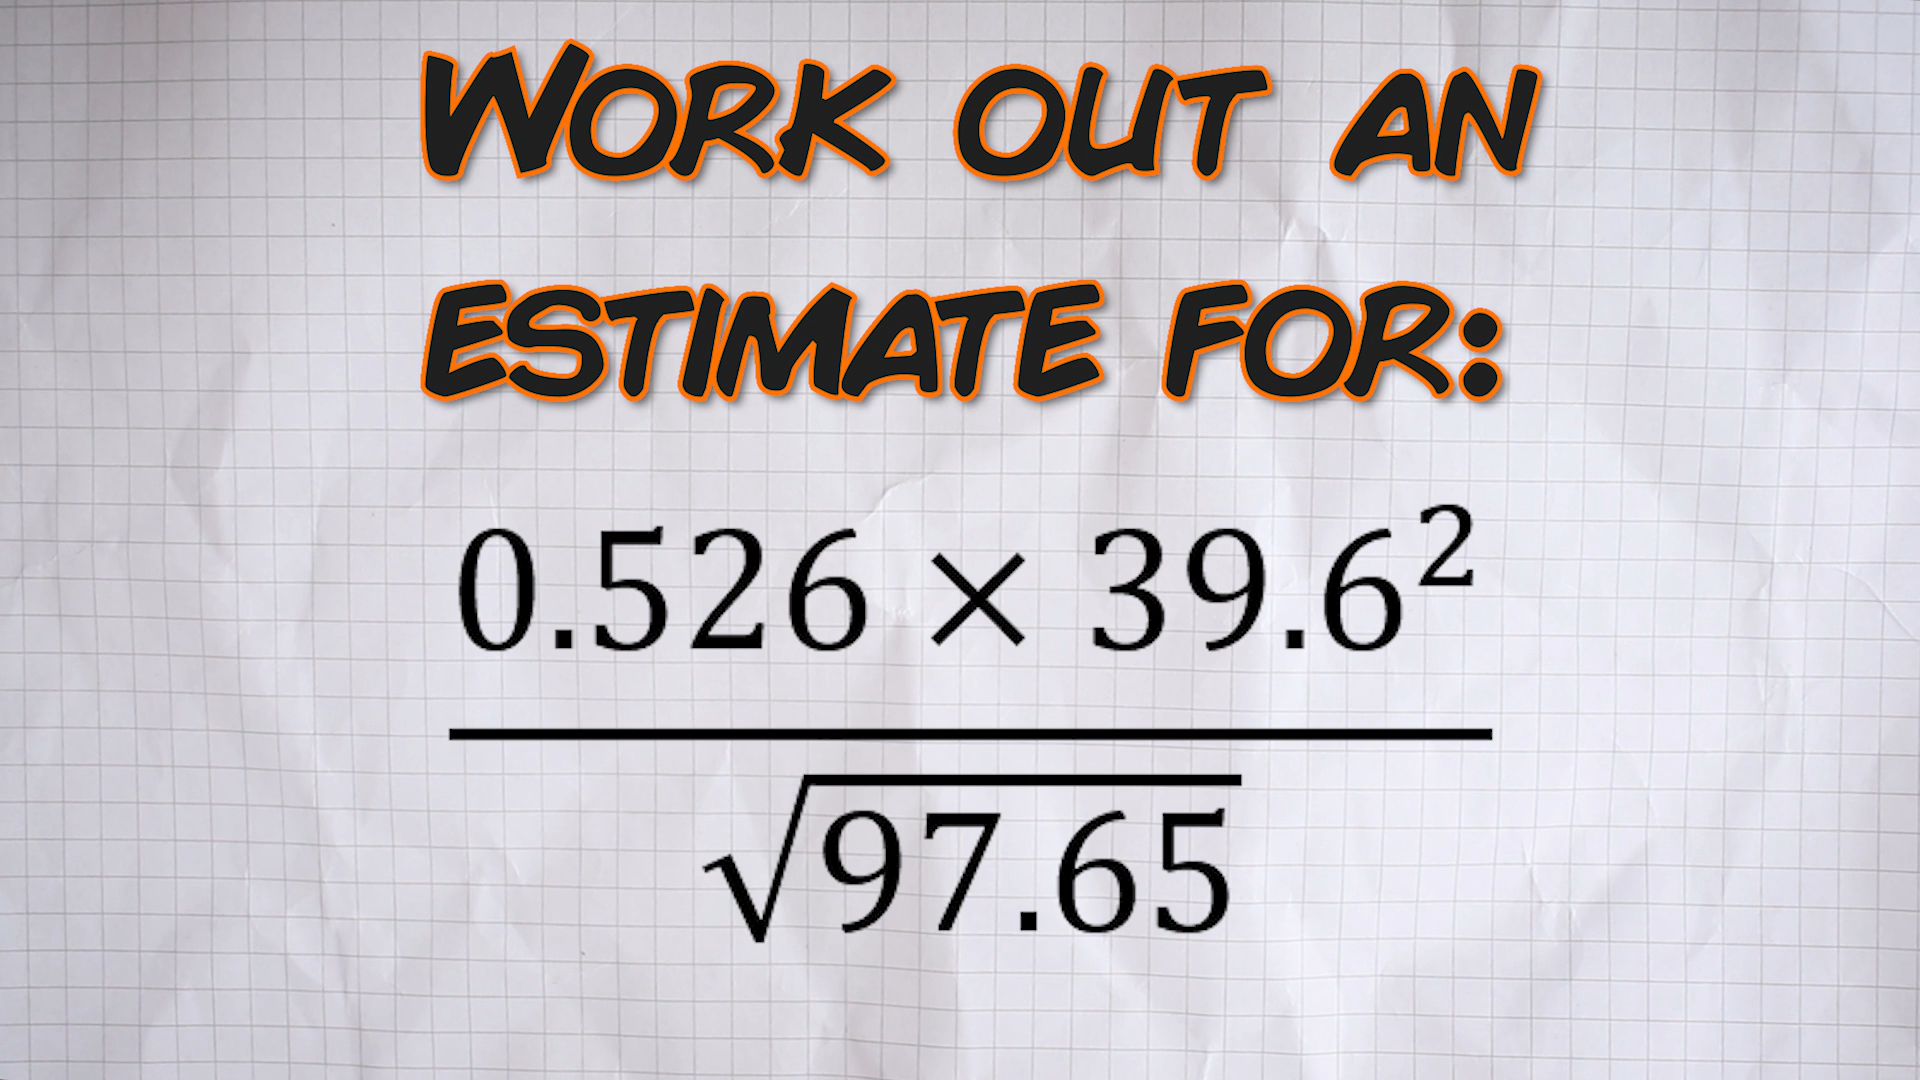 Work out an
estimate for:
0.526 × 39.6²
√97.65